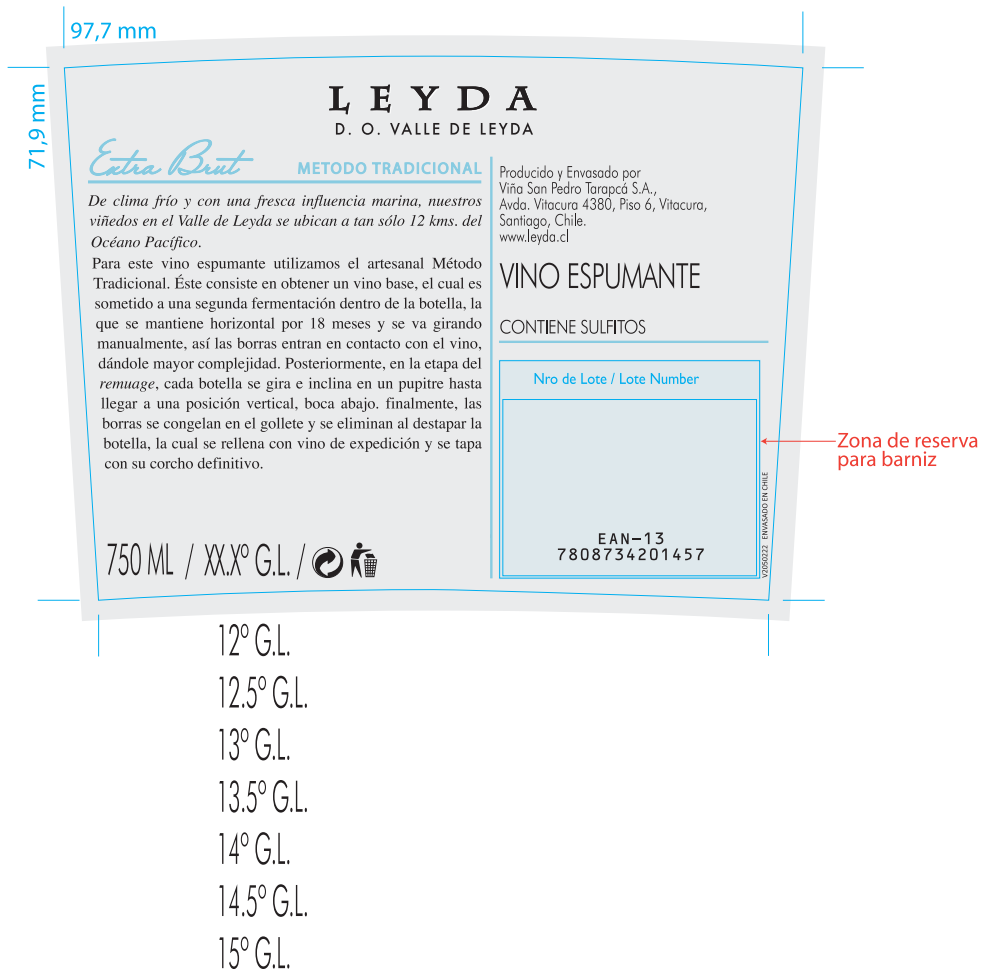 97,7 mm
71,9 mm
LEYDA
D. O. VALLE DE LEYDA
Extra Brut
METODO TRADICIONAL
De clima frío y con una fresca influencia marina, nuestros
viñedos en el Valle de Leyda se ubican a tan sólo 12 kms. del
Océano Pacífico.
Para este vino espumante utilizamos el artesanal Método
Tradicional. Éste consiste en obtener un vino base, el cual es
sometido a una segunda fermentación dentro de la botella, la
que se mantiene horizontal por 18 meses y se va girando
manualmente, así las borras entran en contacto con el vino,
dándole mayor complejidad. Posteriormente, en la etapa del
remuage, cada botella se gira e inclina en un pupitre hasta
llegar a una posición vertical, boca abajo. finalmente, las
borras se congelan en el gollete y se eliminan al destapar la
botella, la cual se rellena con vino de expedición y se tapa
con su corcho definitivo.
750 ML / XX.X° G.L. /
Producido y Envasado por
Viña San Pedro Tarapcá S.A.,
Avda. Vitacura 4380, Piso 6, Vitacura,
Santiago, Chile.
www.leyda.cl
VINO ESPUMANTE
CONTIENE SULFITOS
Nro de Lote / Lote Number
EAN-13
7808734201457
V2050222 ENVASADO EN CHILE
Zona de reserva
para barniz
12° G.L.
12.5° G.L.
13° G.L.
13.5° G.L.
14° G.L.
14.5° G.L.
15° G.L.